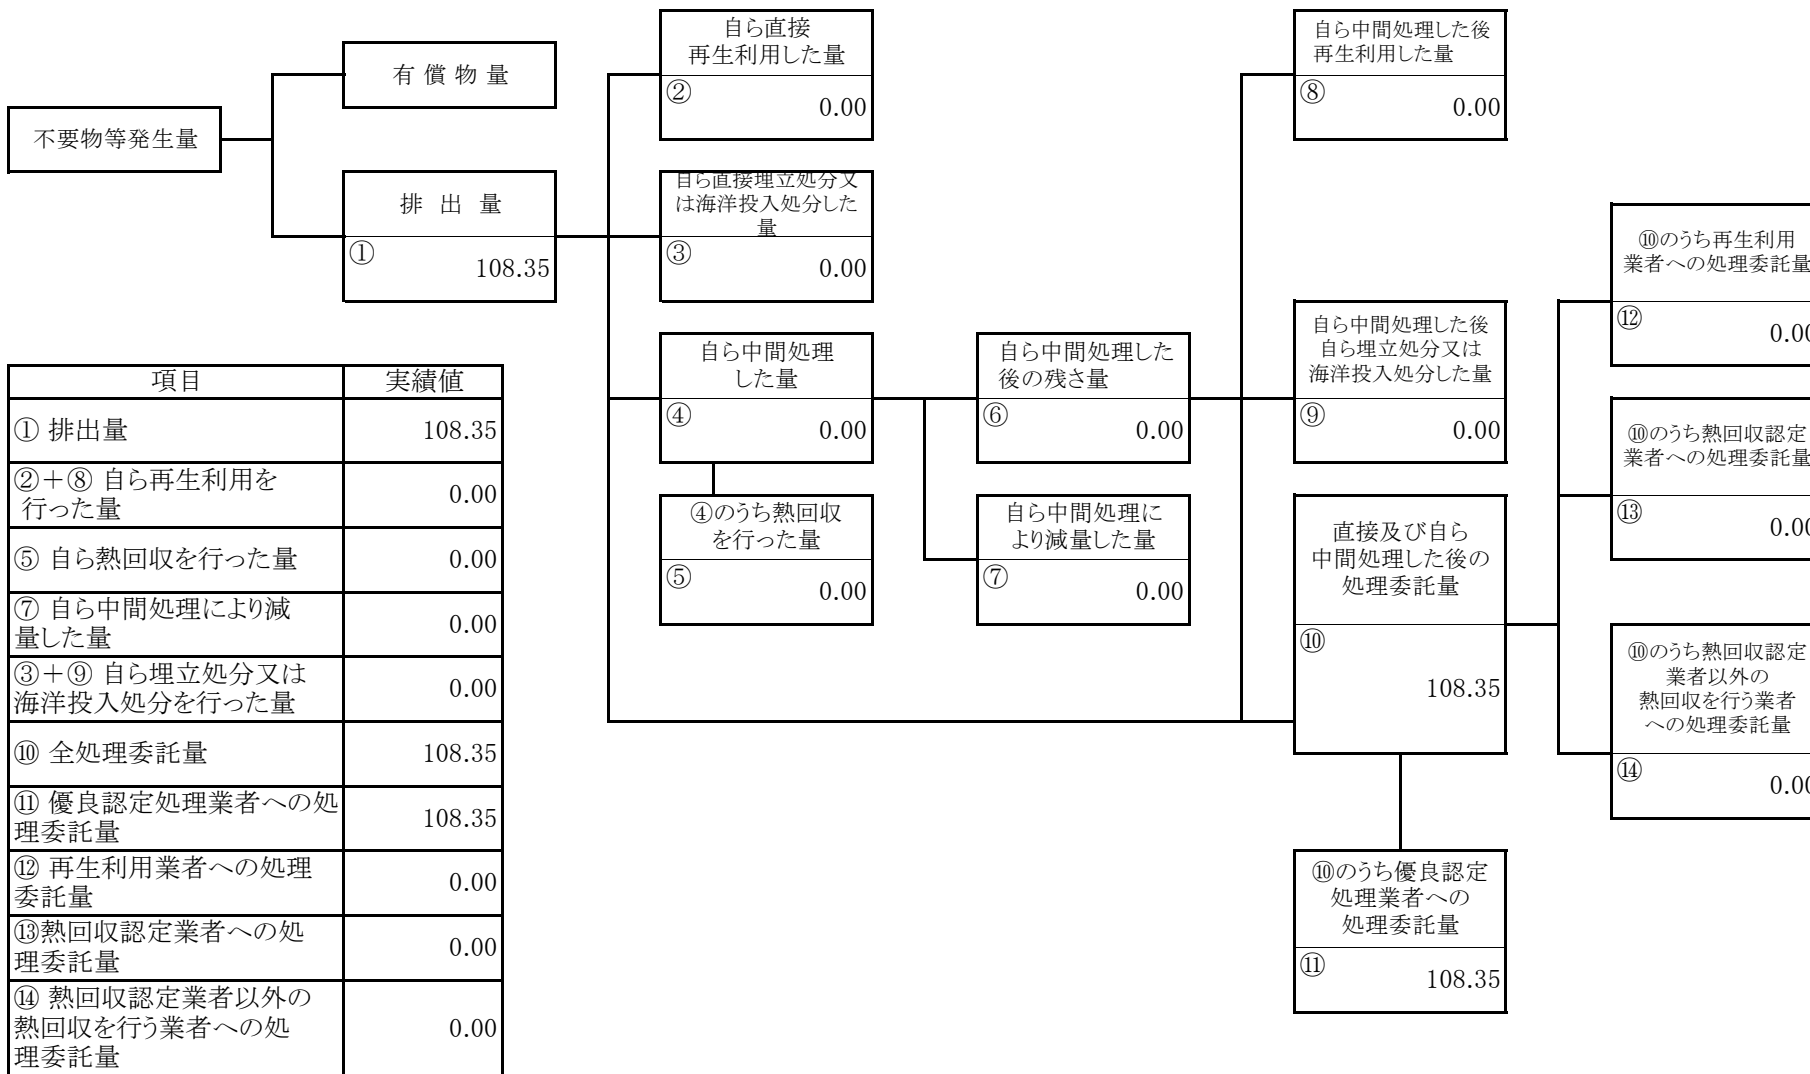 不要物等発生量
有 償 物 量
排 出 量
①
108.35
自ら直接
再生利用した量
②
0.00
自ら直接埋立処分又
は海洋投入処分した
量
③
0.00
自ら中間処理
した量
④
0.00
④のうち熱回収
を行った量
⑤
0.00
自ら中間処理した
後の残さ量
⑥
0.00
自ら中間処理に
より減量した量
⑦
0.00
自ら中間処理した後
再生利用した量
⑧
0.00
自ら中間処理した後
自ら埋立処分又は
海洋投入処分した量
⑨
0.00
直接及び自ら
中間処理した後の
処理委託量
⑩
108.35
⑩のうち優良認定
処理業者への
処理委託量
⑪
108.35
⑩のうち再生利用
業者への処理委託量
⑫
0.00
⑩のうち熱回収認定
業者への処理委託量
⑬
0.00
⑩のうち熱回収認定
業者以外の
熱回収を行う業者
への処理委託量
⑭
0.00
項目 実績値
① 排出量 108.35
②＋⑧ 自ら再生利用を
行った量 0.00
⑤ 自ら熱回収を行った量 0.00
⑦ 自ら中間処理により減
量した量 0.00
③＋⑨ 自ら埋立処分又は
海洋投入処分を行った量 0.00
⑩ 全処理委託量 108.35
⑪ 優良認定処理業者への処
理委託量 108.35
⑫ 再生利用業者への処理
委託量 0.00
⑬熱回収認定業者への処
理委託量 0.00
⑭ 熱回収認定業者以外の
熱回収を行う業者への処
理委託量 0.00